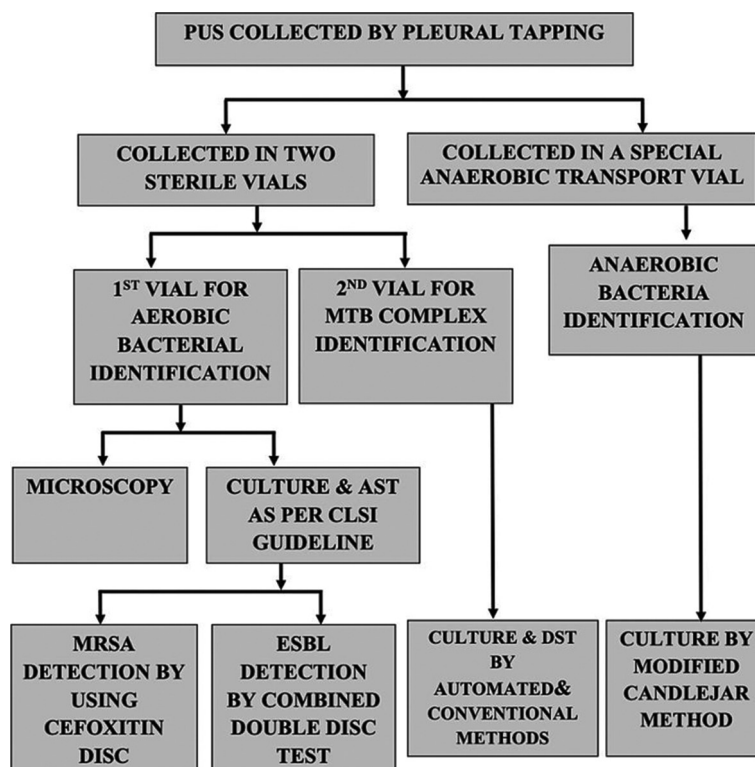 PUS COLLECTED BY PLEURAL TAPPING
COLLECTED IN TWO
STERILE VIALS
COLLECTED IN A SPECIAL
ANAEROBIC TRANSPORT VIAL
1ST VIAL FOR
AEROBIC
BACTERIAL
IDENTIFICATION
2ND VIAL FOR
MTB COMPLEX
IDENTIFICATION
ANAEROBIC
BACTERIA
IDENTIFICATION
MICROSCOPY
CULTURE & AST
AS PER CLSI
GUIDELINE
MRSA
DETECTION BY
USING
CEFOXITIN
DISC
ESBL
DETECTION
BY COMBINED
DOUBLE DISC
TEST
CULTURE & DST
BY
AUTOMATED&
CONVENTIONAL
METHODS
CULTURE BY
MODIFIED
CANDLEJAR
METHOD